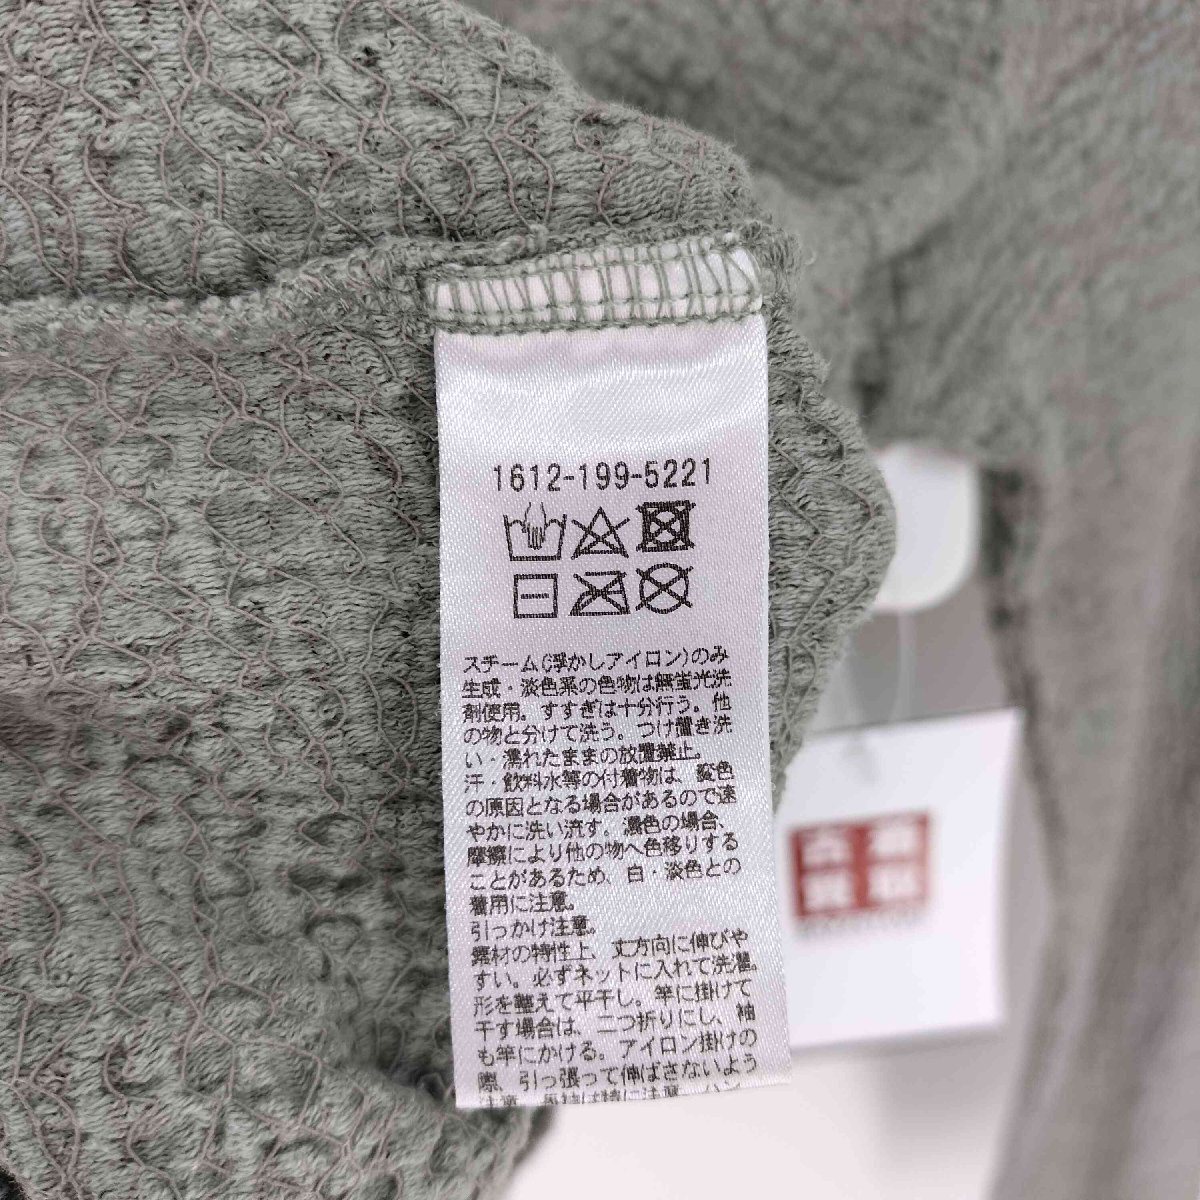 1612-199-5221
スチーム(浮かしアイロン)のみ
生成・淡色系の色物は無蛍光洗
剤使用。すすぎは十分行う。他
の物と分けて洗う。つけ置き洗
い・濡れたままの放置禁止。
汗・飲料水等の付着物は、変色
の原因となる場合があるので速
やかに洗い流す。濃色の場合、
摩擦により他の物へ色移りする
ことがあるため、白・淡色との
着用に注意。
引っかけ注意。
素材の特性上、丈方向に伸びや
すい。必ずネットに入れて洗濯。
形を整えて平干し。竿に掛けて
干す場合は、二つ折りにし、袖
も竿にかける。アイロン掛けの
際、引っ張って伸ばさないよう